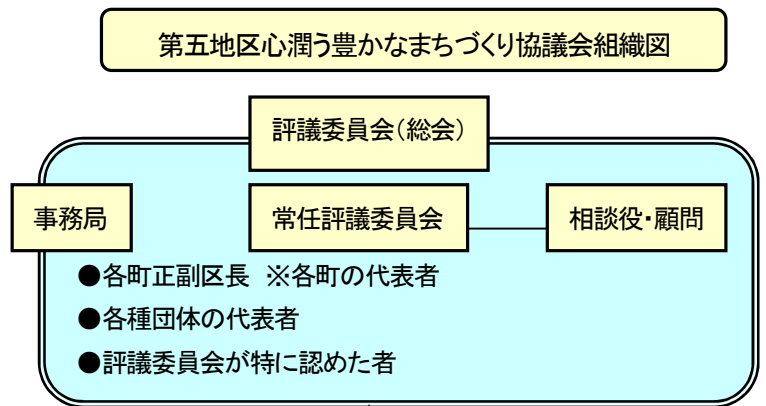 第五地区心潤う豊かなまちづくり協議会組織図
評議委員会(総会)
事務局
常任評議委員会
相談役・顧問
●各町正副区長 ※各町の代表者
●各種団体の代表者
●評議委員会が特に認めた者